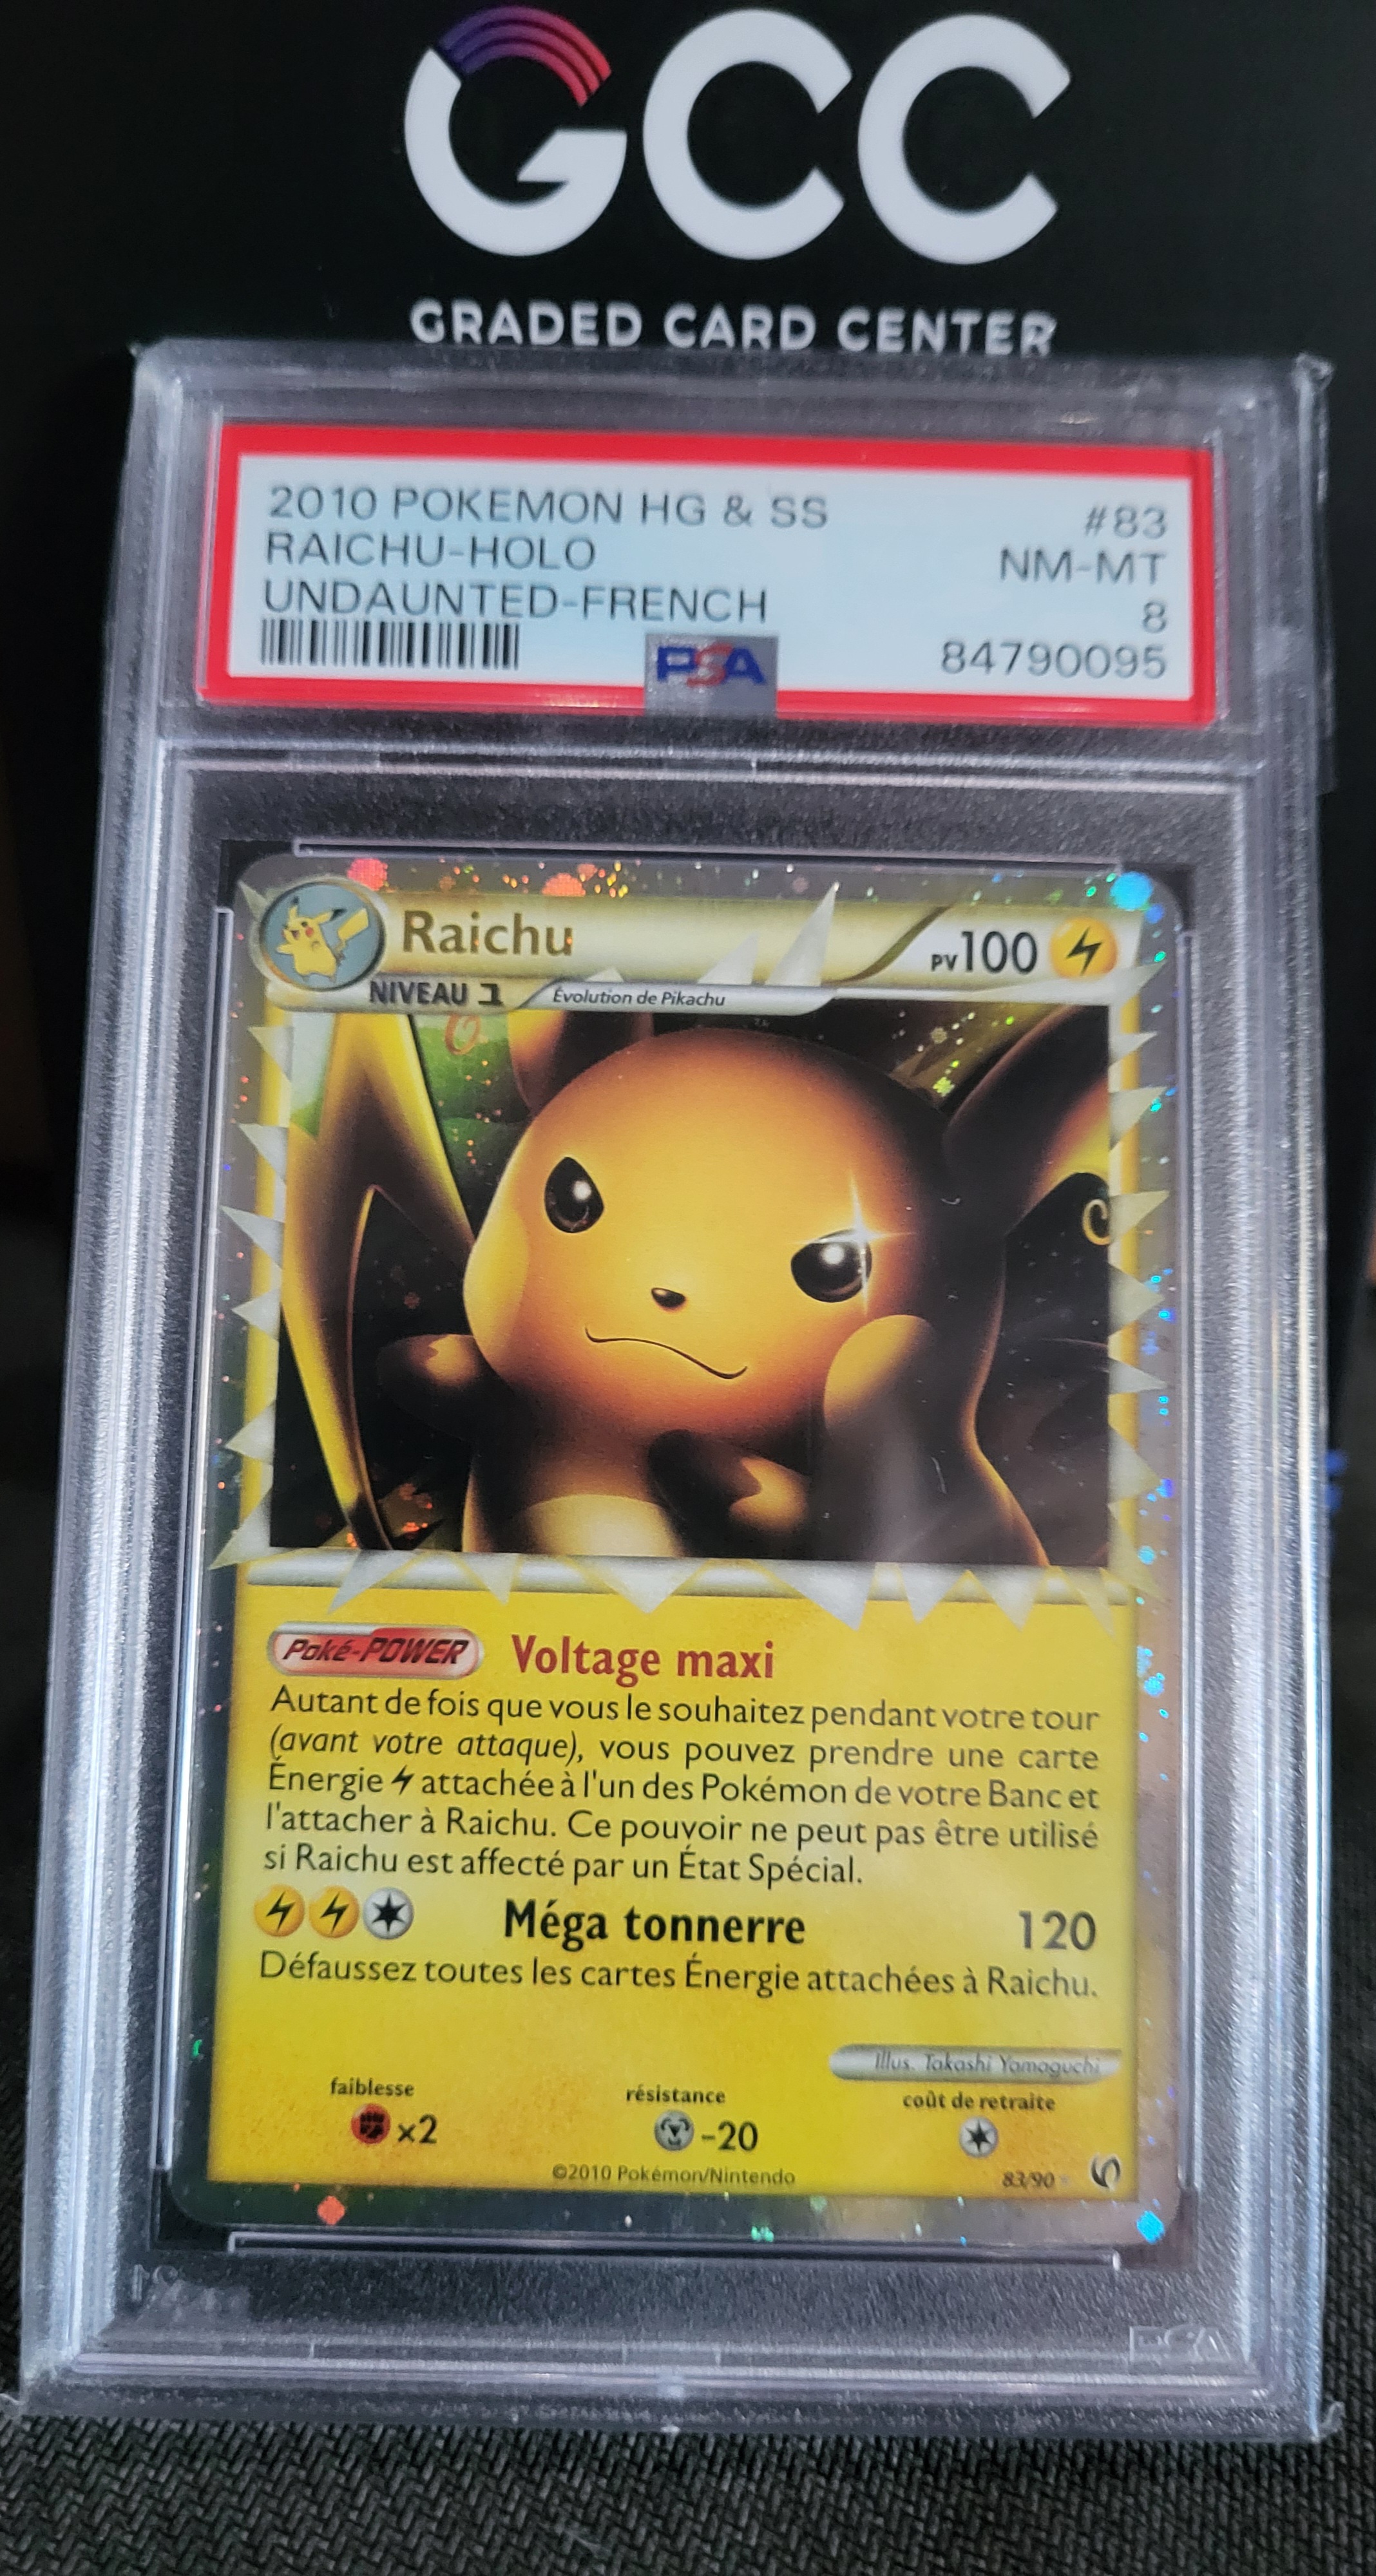 GCC
GRADED CARD CENTER
2010 POKEMON HG & SS #83
RAICHU-HOLO NM-MT
UNDAUNTED-FRENCH 8
PSA 84790095
Raichu PV100
NIVEAU 1 Évolution de Pikachu
Poké-POWER Voltage maxi
Autant de fois que vous le souhaitez pendant votre tour
(avant votre attaque), vous pouvez prendre une carte
Énergie attachée à l'un des Pokémon de votre Banc et
l'attacher à Raichu. Ce pouvoir ne peut pas être utilisé
si Raichu est affecté par un État Spécial.
Méga tonnerre 120
Défaussez toutes les cartes Énergie attachées à Raichu.
Illus. Takashi Yamaguchi
faiblesse résistance coût de retraite
x2 -20
©2010 Pokémon/Nintendo 83/90
PSA